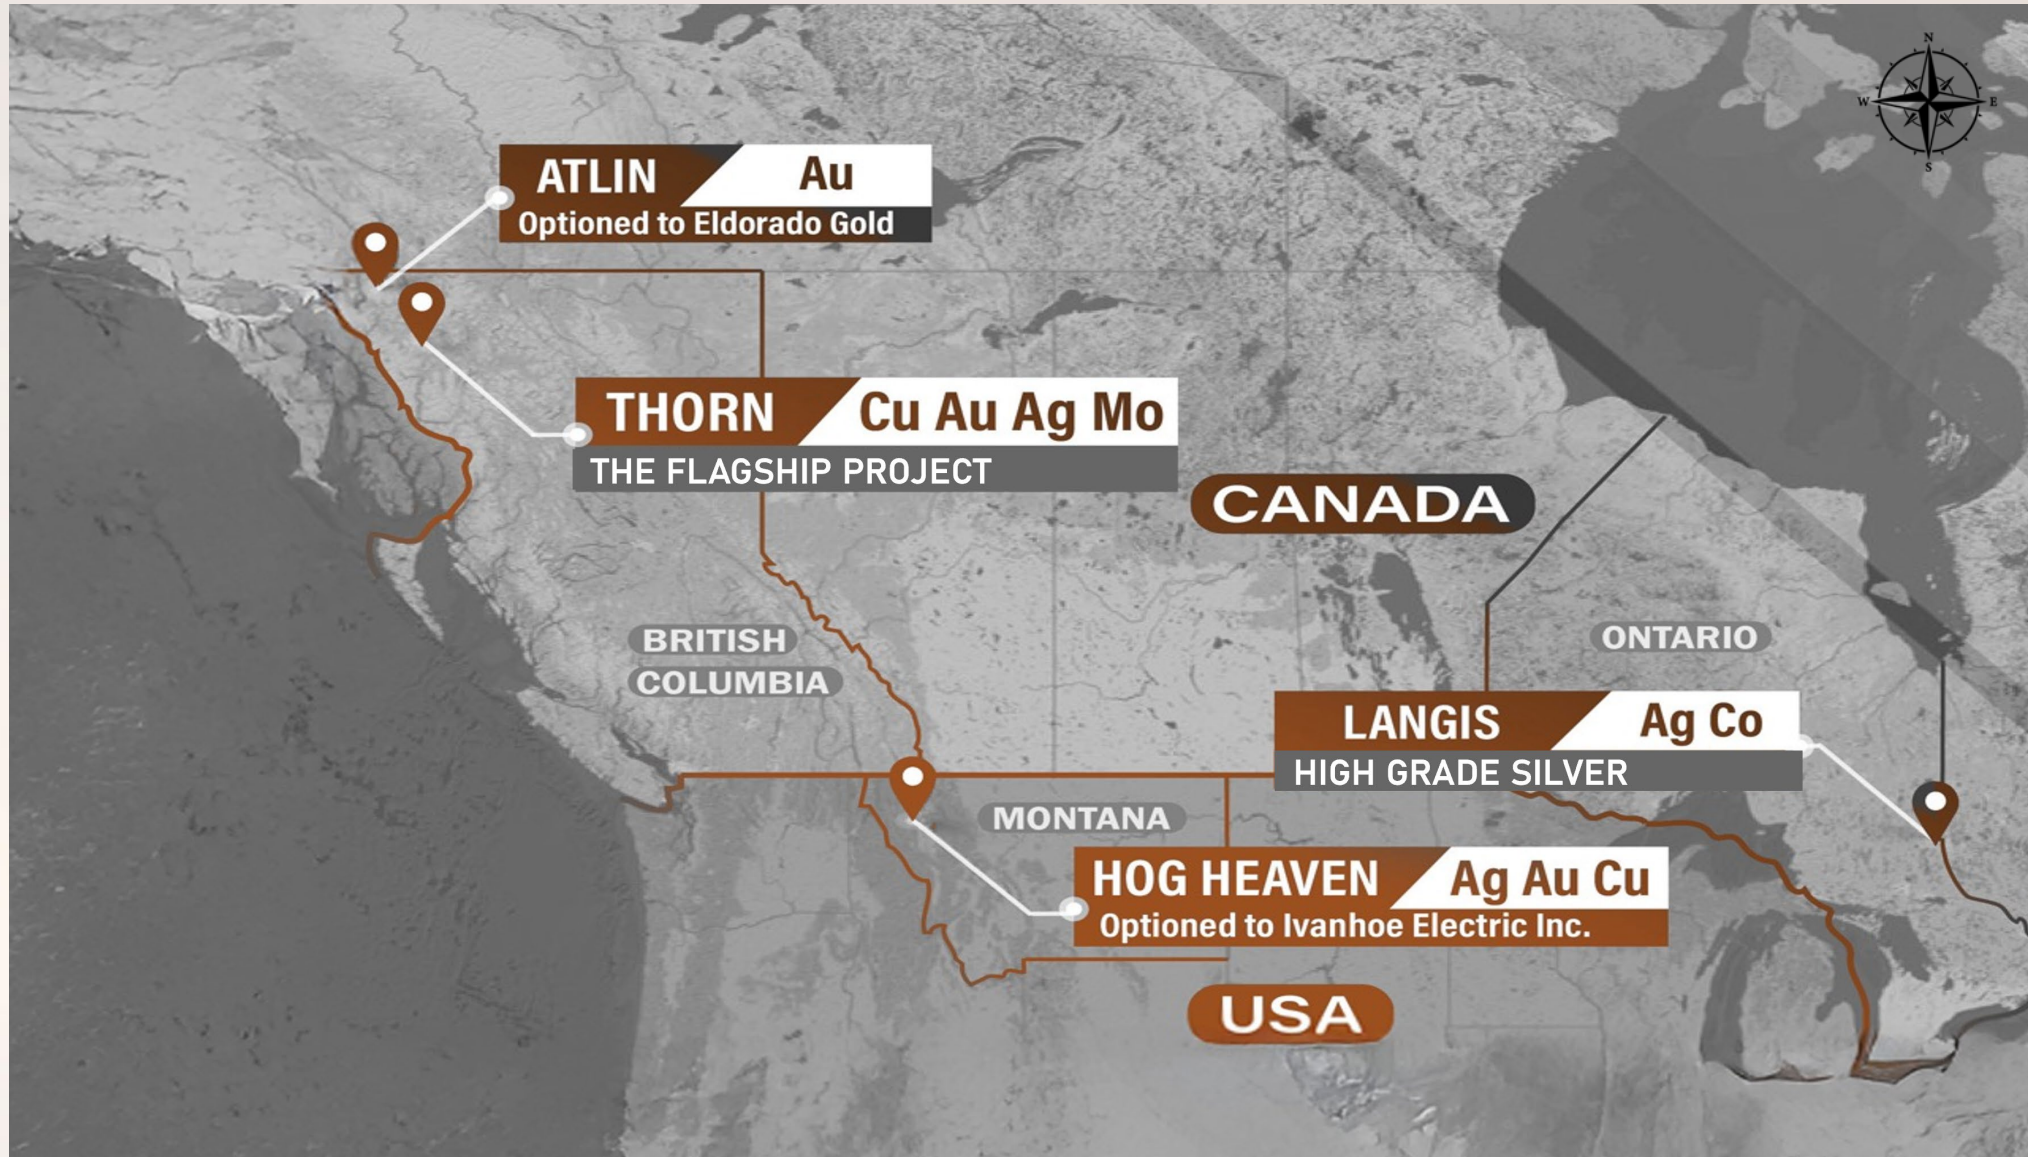 N
W E
S
ATLIN Au
Optioned to Eldorado Gold
THORN Cu Au Ag Mo
THE FLAGSHIP PROJECT
CANADA
BRITISH
COLUMBIA
ONTARIO
LANGIS Ag Co
HIGH GRADE SILVER
MONTANA
HOG HEAVEN Ag Au Cu
Optioned to Ivanhoe Electric Inc.
USA